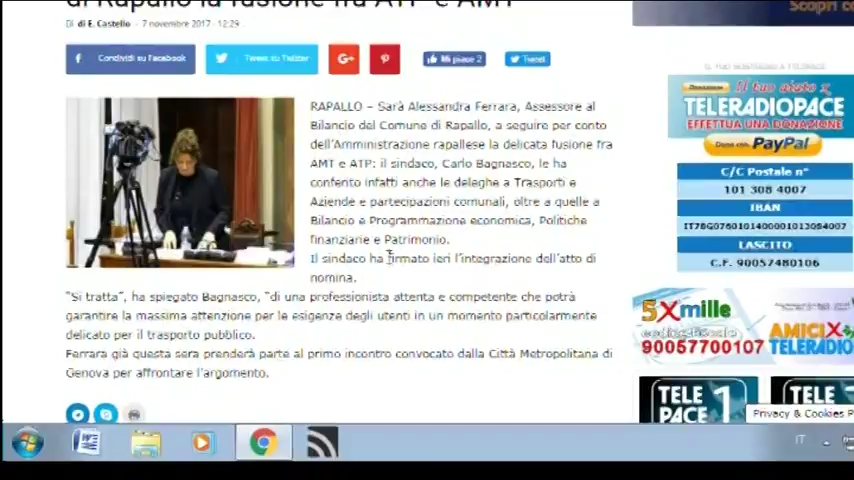 di Rapallo la fusione fra ATP e AMT
Di di E. Castello - 7 novembre 2017 - 12:29
Condividi su Facebook
Tweet su Twitter
G+
Mi piace 2
Tweet
RAPALLO – Sarà Alessandra Ferrara, Assessore al
Bilancio del Comune di Rapallo, a seguire per conto
dell'Amministrazione rapallese la delicata fusione fra
AMT e ATP: il sindaco, Carlo Bagnasco, le ha
conferito infatti anche le deleghe a Trasporti e
Aziende e partecipazioni comunali, oltre a quelle a
Bilancio e Programmazione economica, Politiche
finanziarie e Patrimonio.
Il sindaco ha firmato ieri l'integrazione dell'atto di
nomina.
"Si tratta", ha spiegato Bagnasco, "di una professionista attenta e competente che potrà
garantire la massima attenzione per le esigenze degli utenti in un momento particolarmente
delicato per il trasporto pubblico.
Ferrara già questa sera prenderà parte al primo incontro convocato dalla Città Metropolitana di
Genova per affrontare l'argomento.
Scopri
Donazione Il tuo aiuto x
TELERADIOPACE
EFFETTUA UNA DONAZIONE
Dona con PayPal
C/C Postale n°
101 308 4007
IBAN
LASCITO
C.F. 90057480106
5Xmille
codice fiscale
90057700107
AMICI X
TELERADIO
TELE
PACE 1
TELE
PACE
Privacy & Cookies P
IT